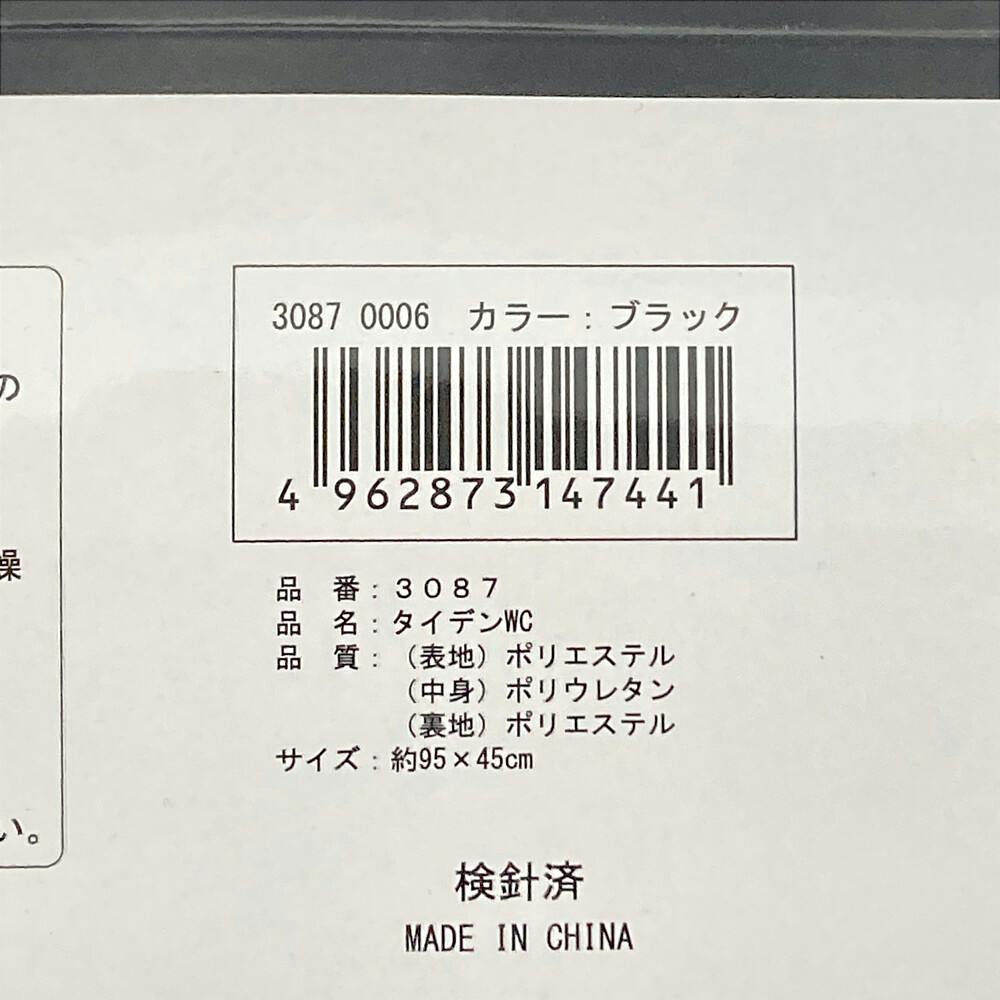 3087 0006 カラー：ブラック
4 962873 147441
の
燥
い。
品 番：３０８７
品 名：タイデンWC
品 質：（表地）ポリエステル
（中身）ポリウレタン
（裏地）ポリエステル
サイズ：約95×45cm
検針済
MADE IN CHINA